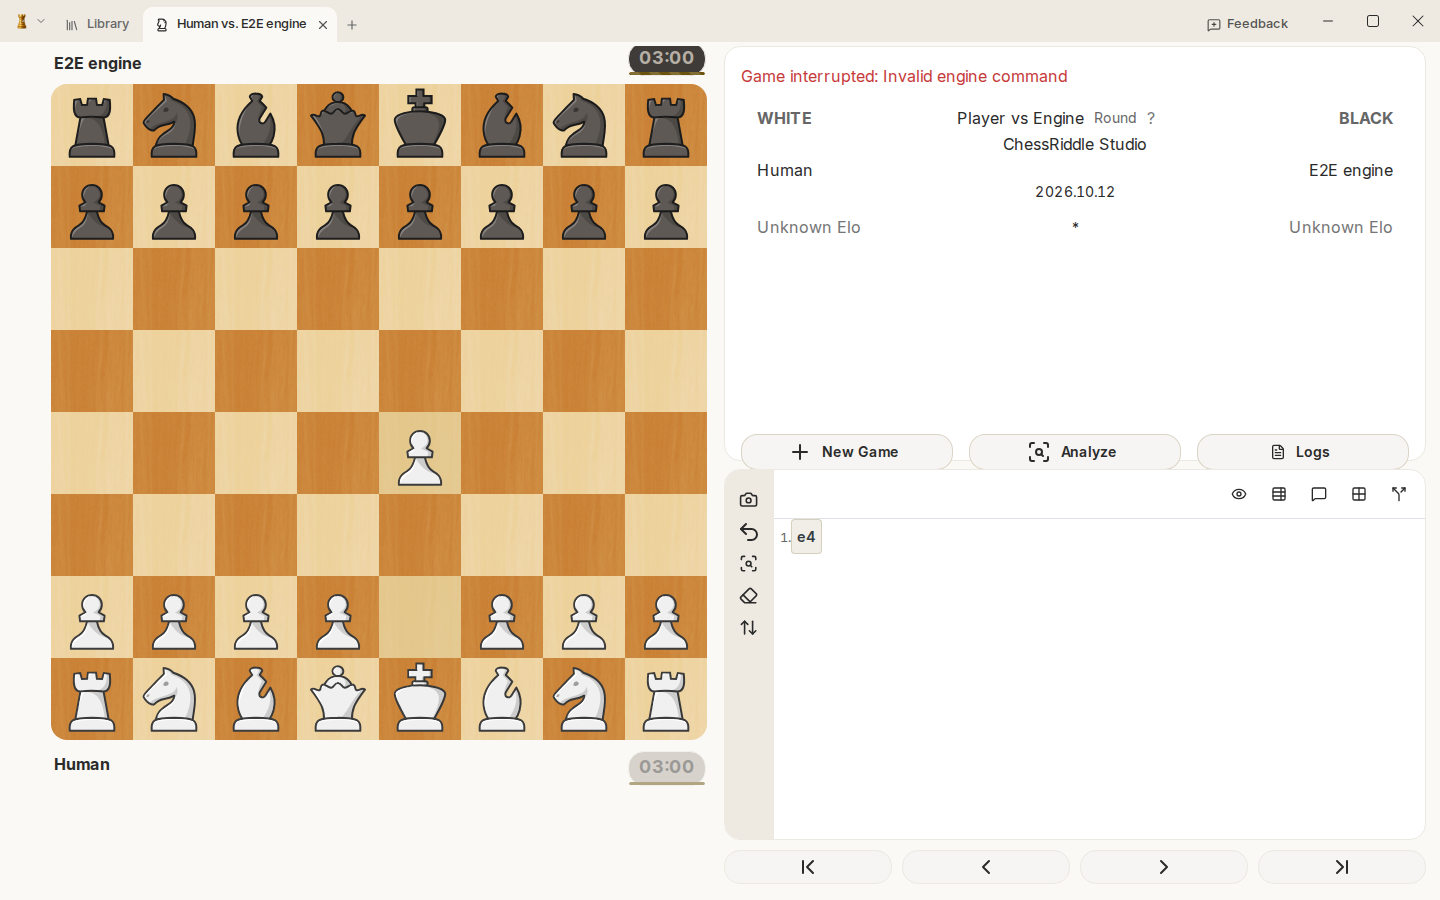 Library
Human vs. E2E engine
Feedback
E2E engine
03:00
Game interrupted: Invalid engine command
WHITE
Player vs Engine Round ?
BLACK
ChessRiddle Studio
Human
E2E engine
2026.10.12
Unknown Elo
*
Unknown Elo
New Game
Analyze
Logs
1. e4
Human
03:00